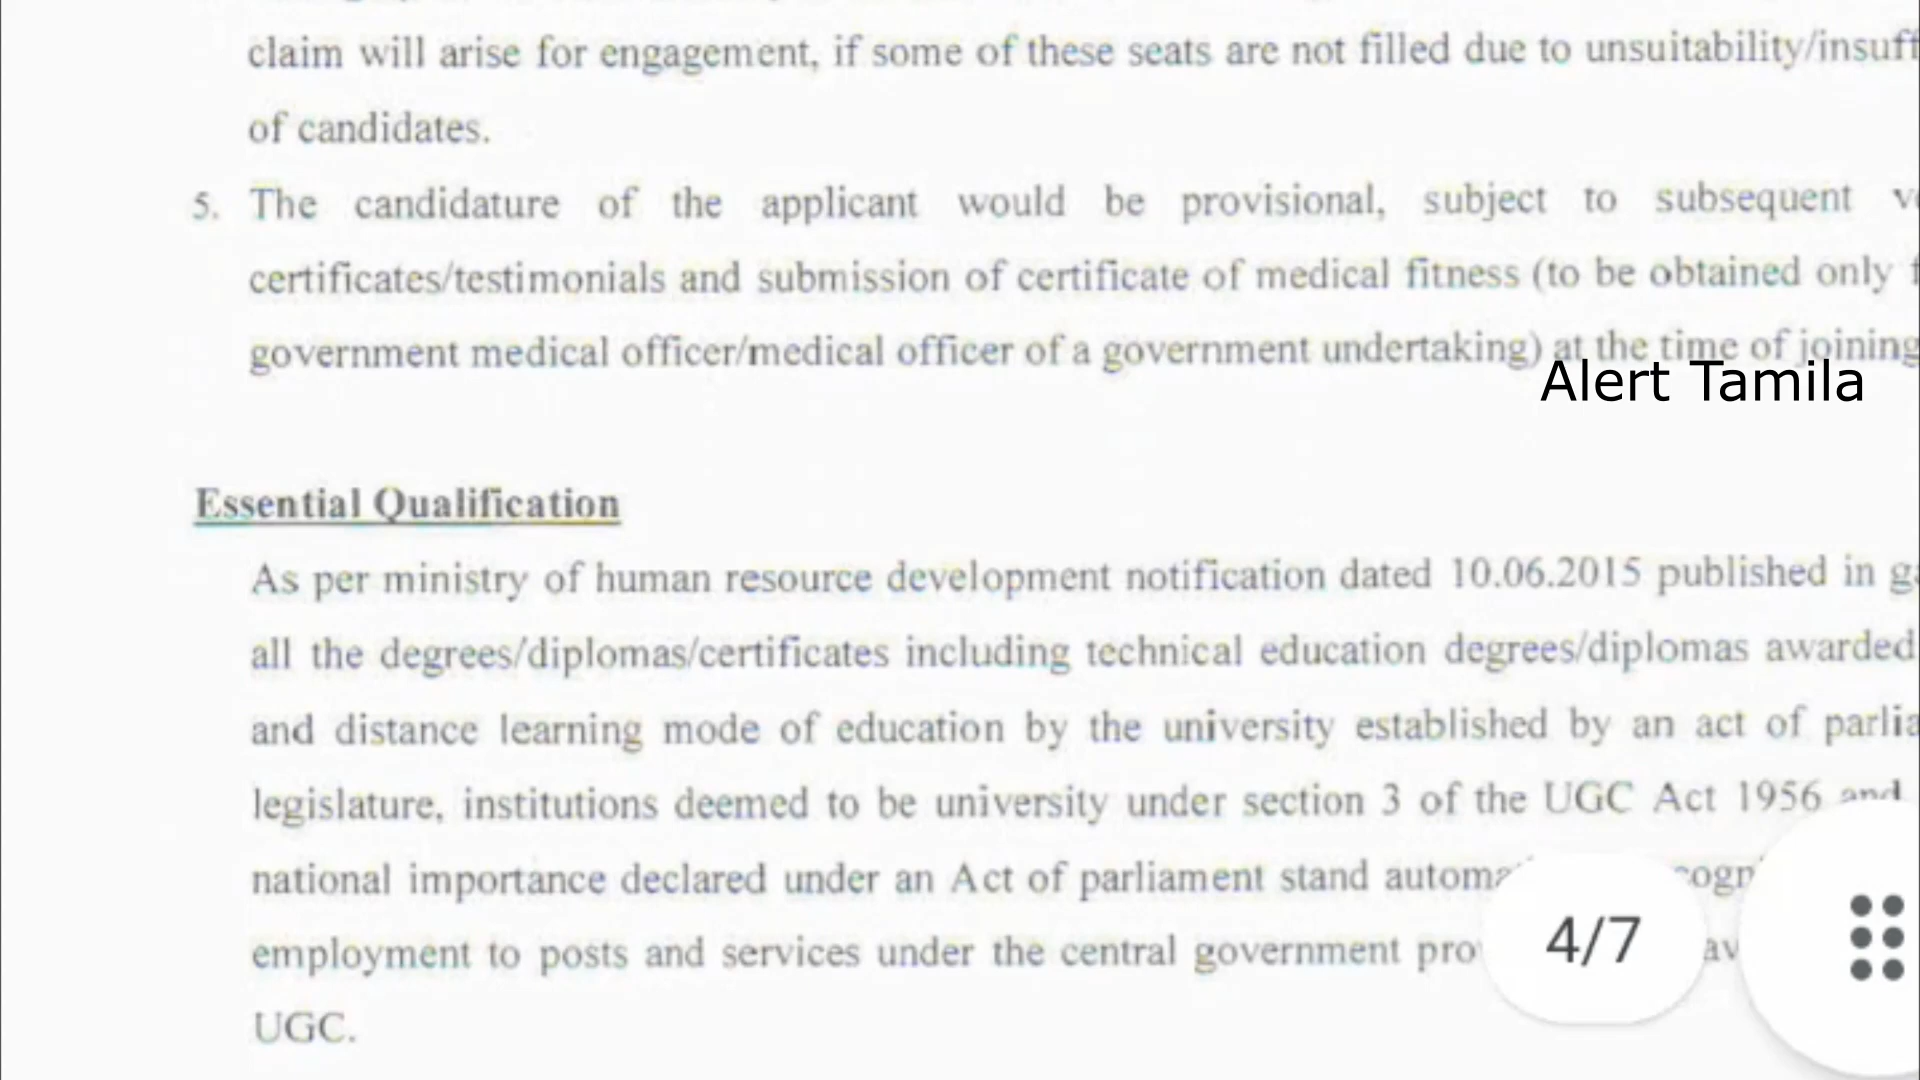 claim will arise for engagement, if some of these seats are not filled due to unsuitability/insuff
of candidates.
5. The candidature of the applicant would be provisional, subject to subsequent
certificates/testimonials and submission of certificate of medical fitness (to be obtained only
government medical officer/medical officer of a government undertaking) at the time of joining
Alert Tamila
Essential Qualification
As per ministry of human resource development notification dated 10.06.2015 published in
all the degrees/diplomas/certificates including technical education degrees/diplomas awarded
and distance learning mode of education by the university established by an act of parlia
legislature, institutions deemed to be university under section 3 of the UGC Act 1956 and
national importance declared under an Act of parliament stand
employment to posts and services under the central government
4/7
UGC.